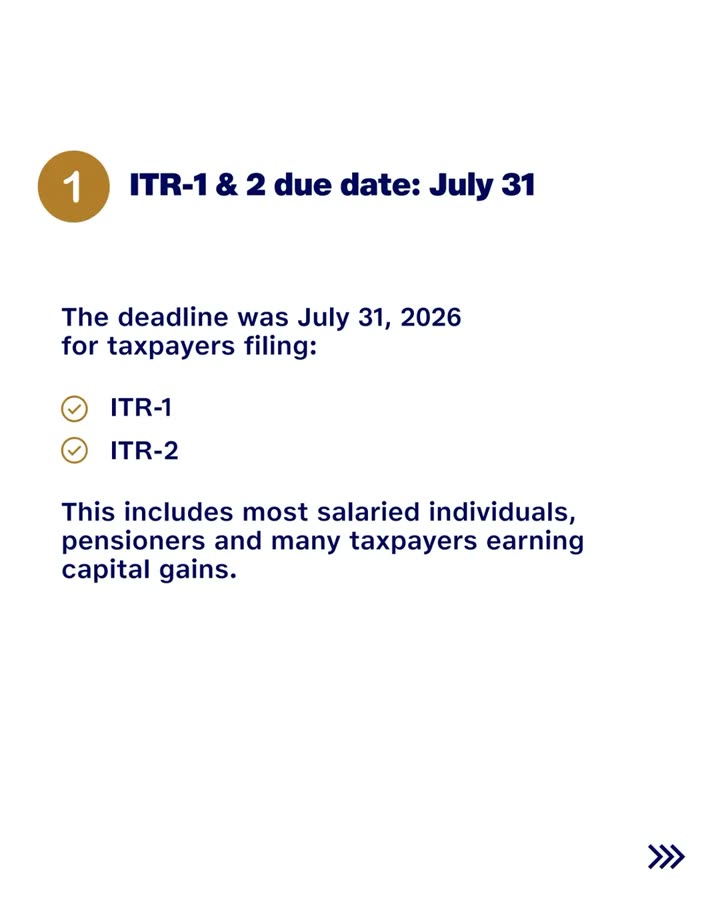 1
ITR-1 & 2 due date: July 31
The deadline was July 31, 2026
for taxpayers filing:
ITR-1
ITR-2
This includes most salaried individuals,
pensioners and many taxpayers earning
capital gains.